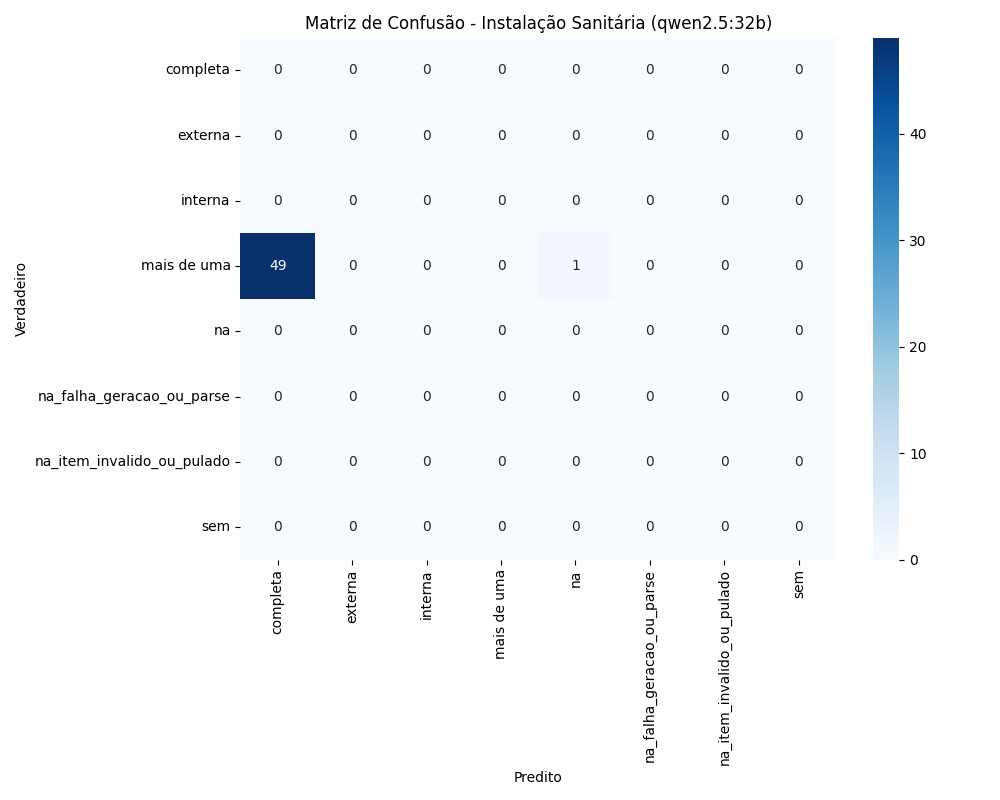 Matriz de Confusão - Instalação Sanitária (qwen2.5:32b)
completa 0 0 0 0 0 0 0 0
externa 0 0 0 0 0 0 0 0
interna 0 0 0 0 0 0 0 0
mais de uma 49 0 0 0 1 0 0 0
na 0 0 0 0 0 0 0 0
na_falha_geracao_ou_parse 0 0 0 0 0 0 0 0
na_item_invalido_ou_pulado 0 0 0 0 0 0 0 0
sem 0 0 0 0 0 0 0 0
Verdadeiro
completa
externa
interna
mais de uma
na
na_falha_geracao_ou_parse
na_item_invalido_ou_pulado
sem
Predito
40
30
20
10
0